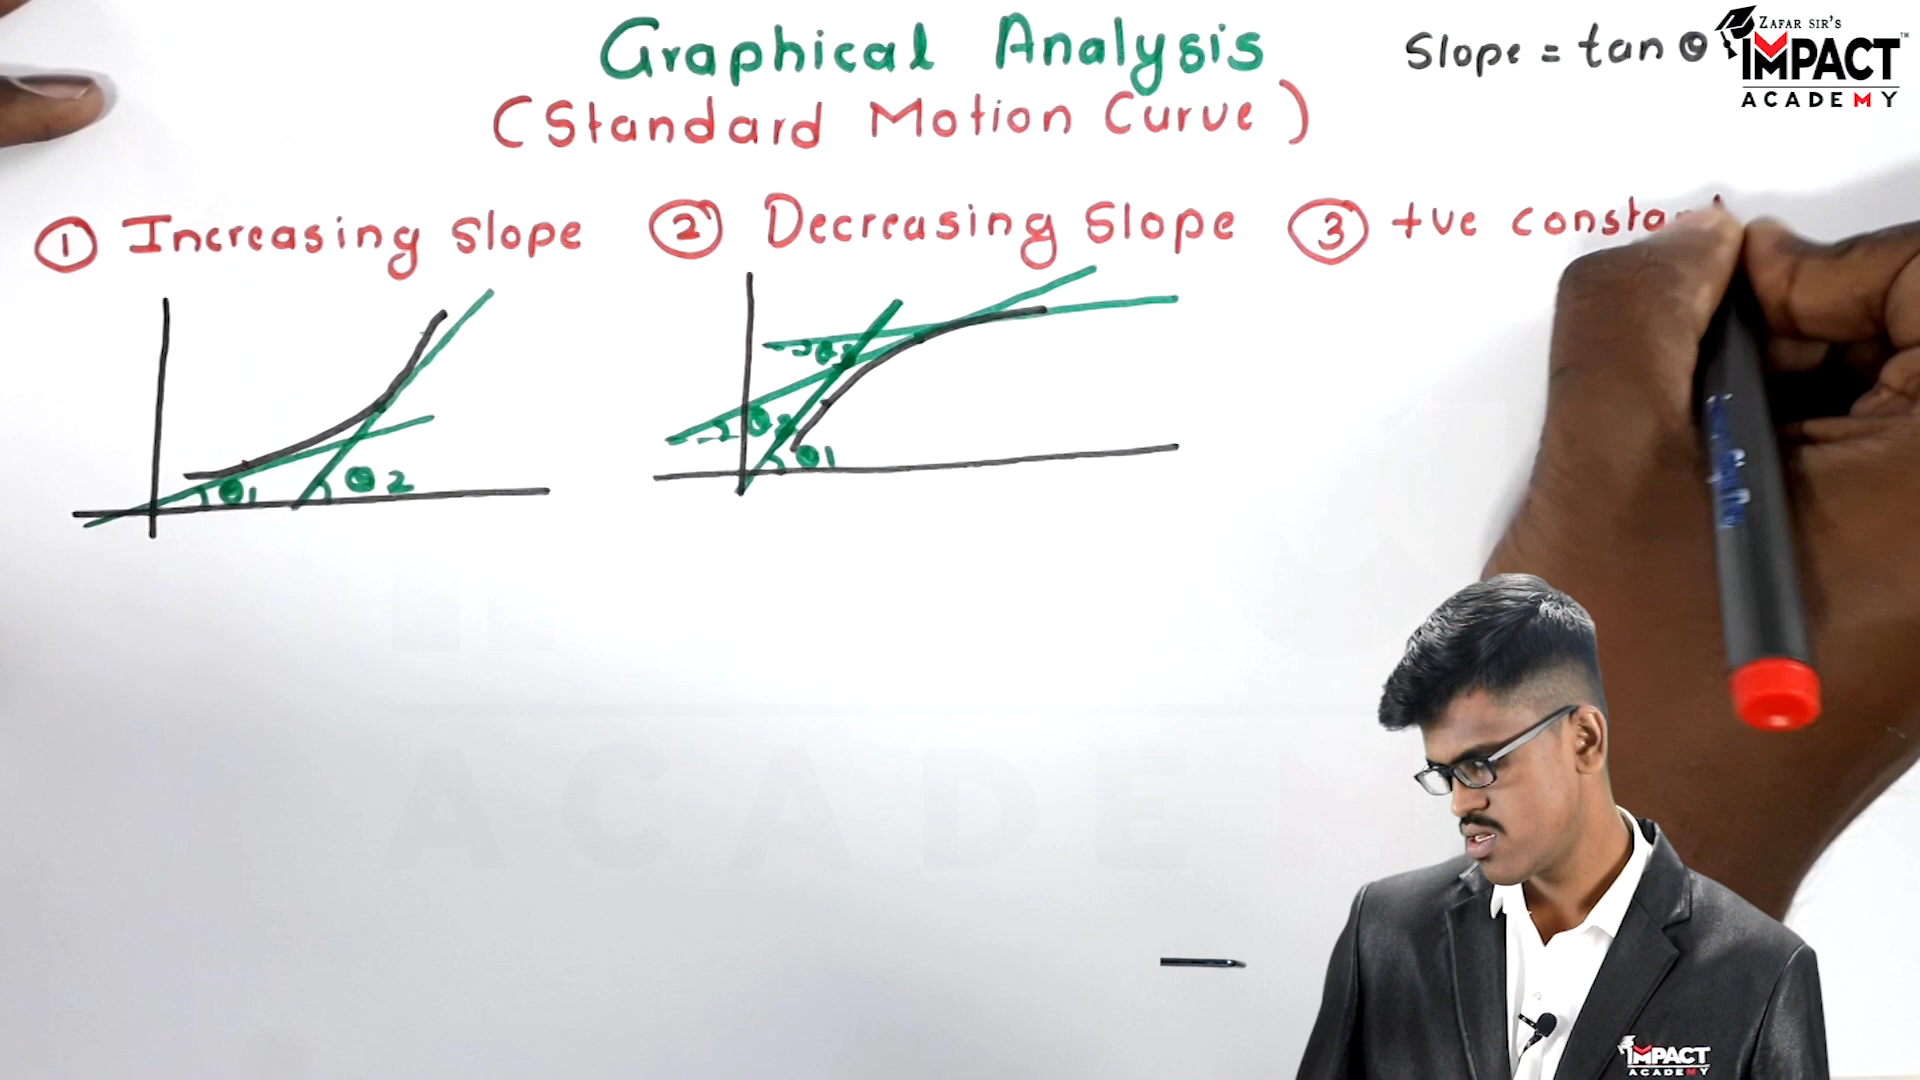 Graphical Analysis
Slope = tan θ
ZAFAR SIR'S
IMPACT
ACADEMY
(Standard Motion Curve)
① Increasing slope
② Decreasing slope
③ +ve consta
θ1
θ2
θ3
θ2
θ1
ACADEM
IMPACT
ACADEMY